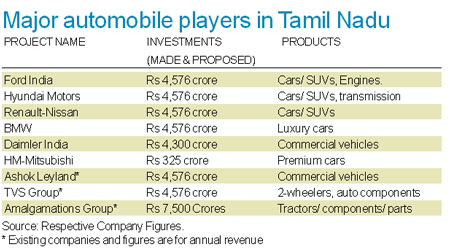 Major automobile players in Tamil Nadu
PROJECT NAME INVESTMENTS PRODUCTS
(MADE & PROPOSED)
Ford India Rs 4,576 crore Cars/ SUVs, Engines.
Hyundai Motors Rs 4,576 crore Cars/ SUVs, transmission
Renault-Nissan Rs 4,576 crore Cars/ SUVs
BMW Rs 4,576 crore Luxury cars
Daimler India Rs 4,300 crore Commercial vehicles
HM-Mitsubishi Rs 325 crore Premium cars
Ashok Leyland* Rs 4,576 crore Commercial vehicles
TVS Group* Rs 4,576 crore 2-wheelers, auto components
Amalgamations Group* Rs 7,500 Crores Tractors/ components/ parts
Source: Respective Company Figures.
* Existing companies and figures are for annual revenue